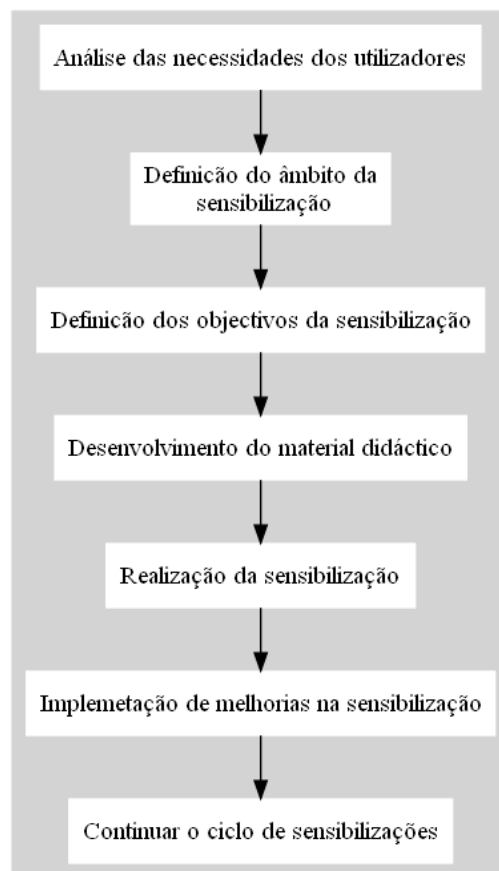 Análise das necessidades dos utilizadores
Definicão do âmbito da
sensibilização
Definicão dos objectivos da sensibilização
Desenvolvimento do material didáctico
Realização da sensibilização
Implemetação de melhorias na sensibilização
Continuar o ciclo de sensibilizações